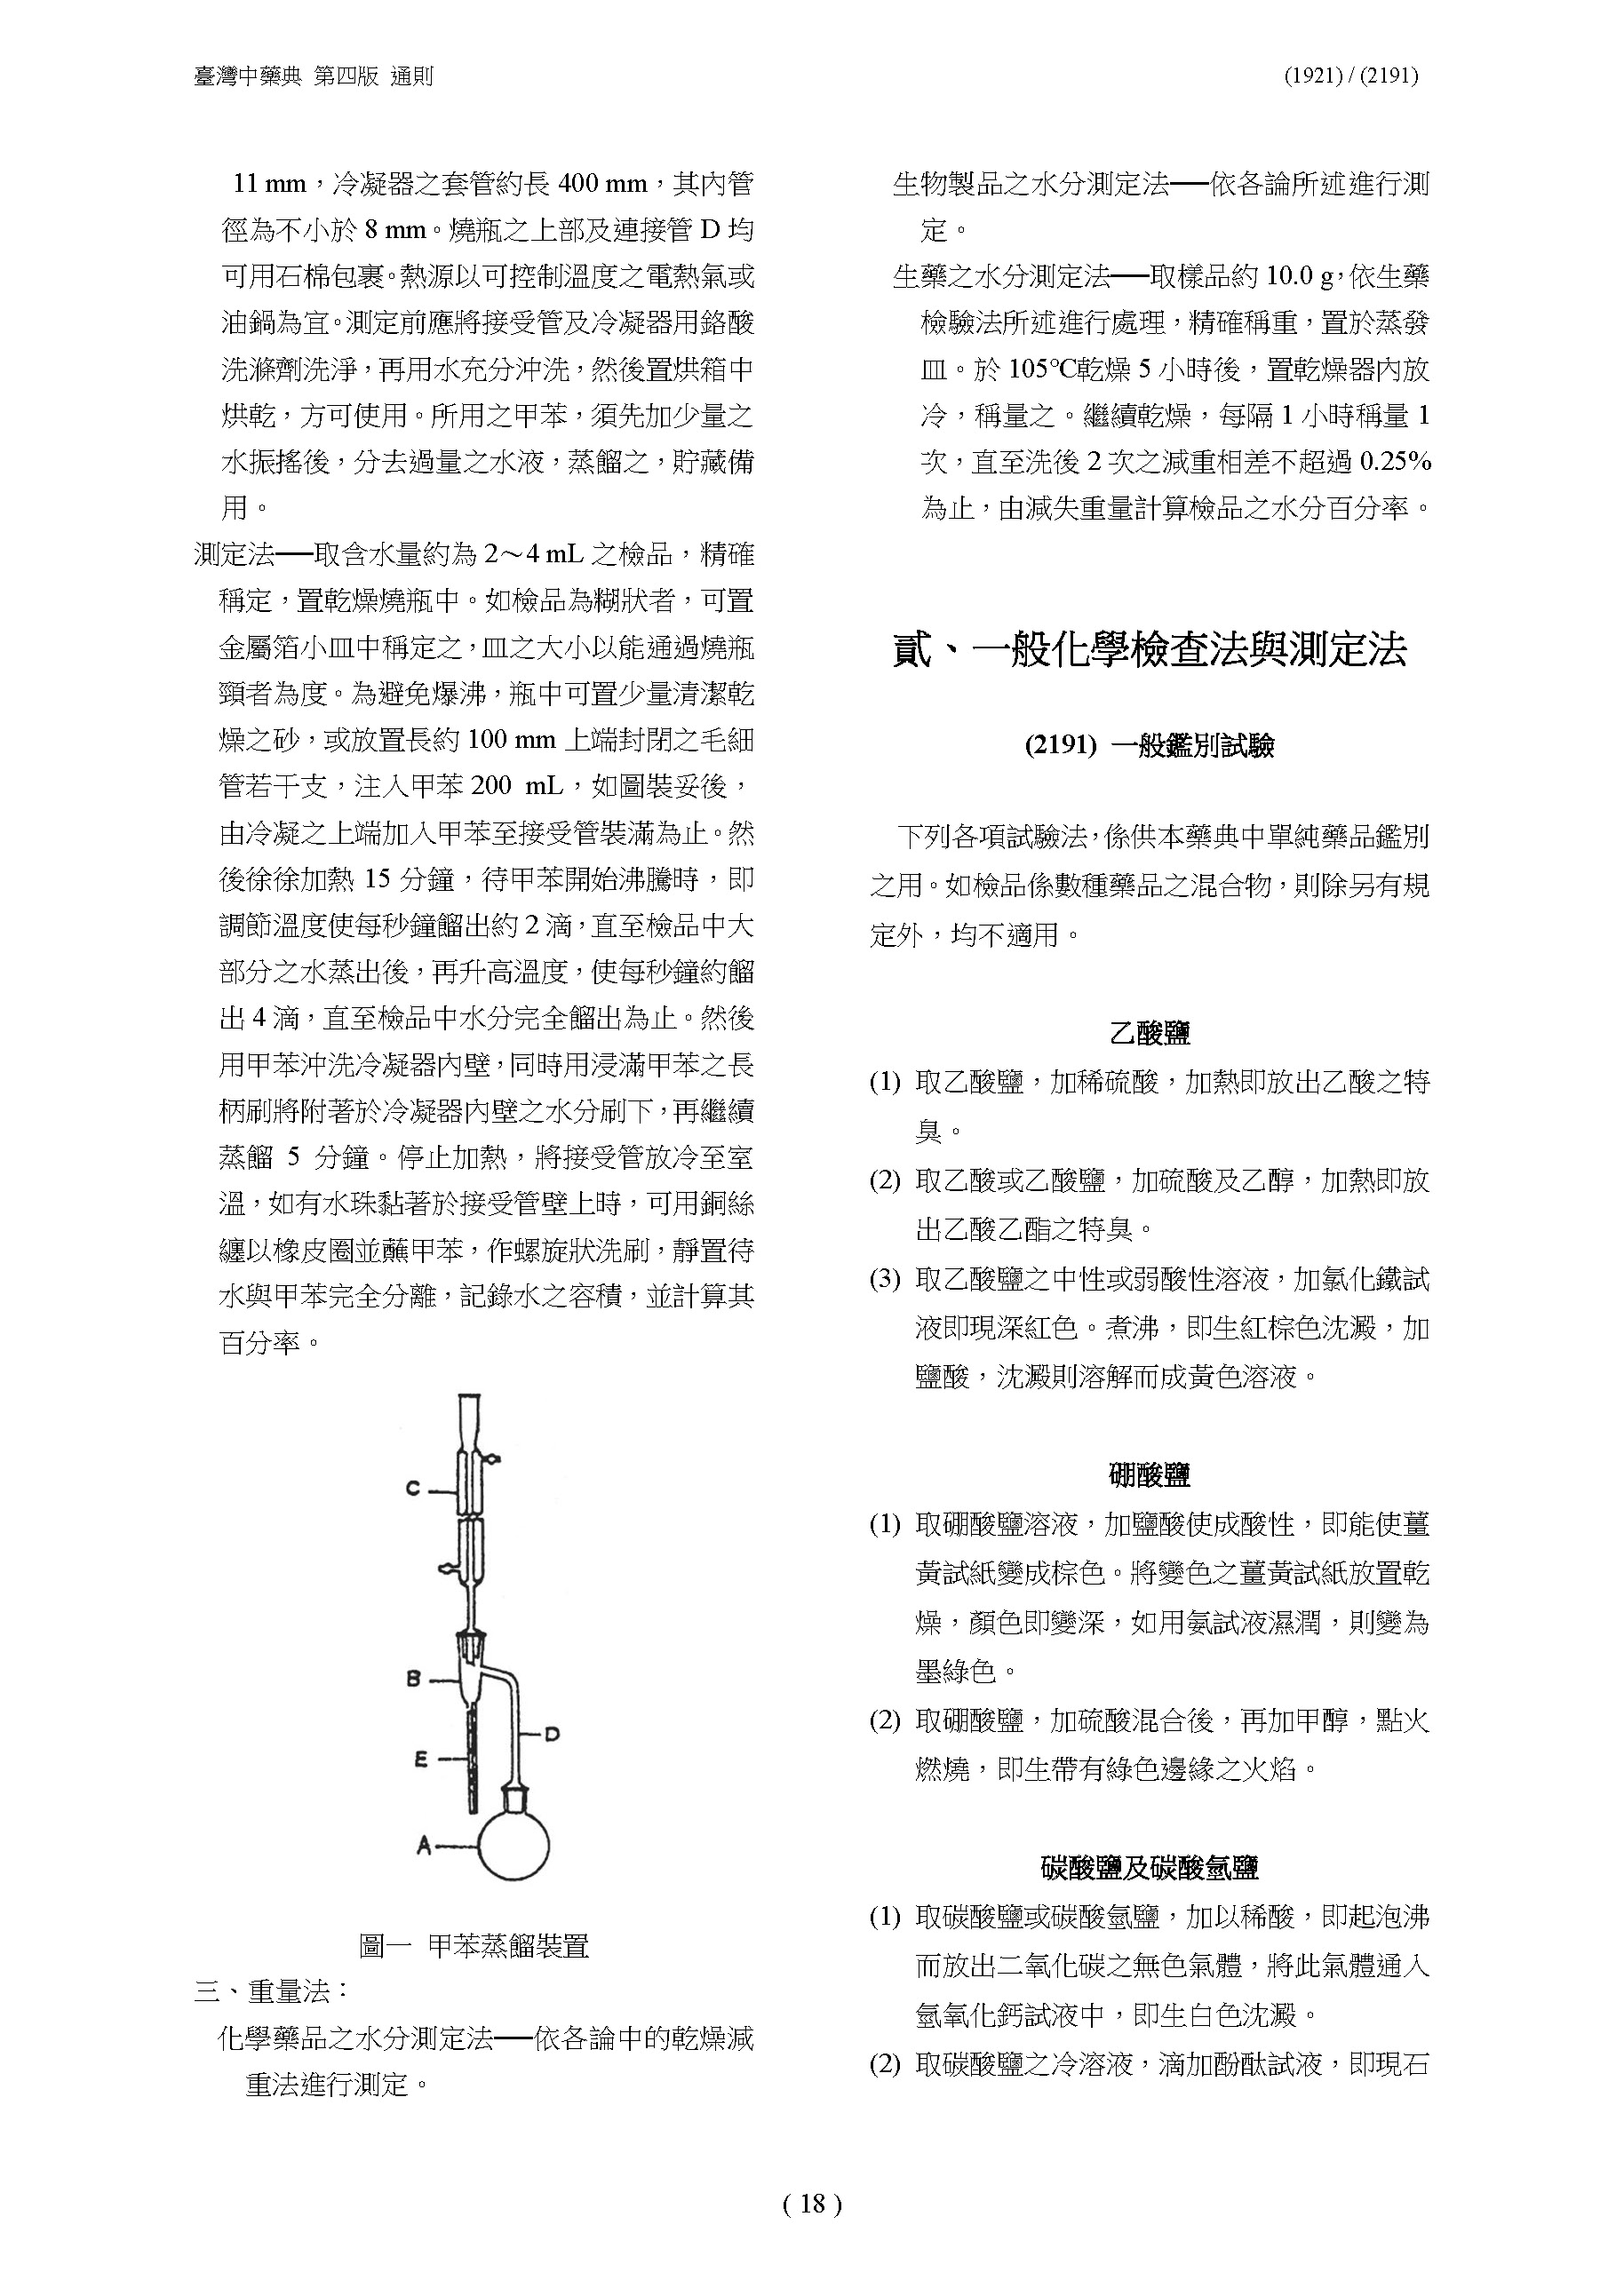 臺灣中藥典 第四版 通則
(1921) / (2191)
11 mm，冷凝器之套管約長 400 mm，其內管
徑為不小於 8 mm。燒瓶之上部及連接管 D 均
可用石棉包裹。熱源以可控制溫度之電熱氣或
油鍋為宜。測定前應將接受管及冷凝器用鉻酸
洗滌劑洗淨，再用水充分沖洗，然後置烘箱中
烘乾，方可使用。所用之甲苯，須先加少量之
水振搖後，分去過量之水液，蒸餾之，貯藏備
用。
測定法──取含水量約為 2～4 mL 之檢品，精確
稱定，置乾燥燒瓶中。如檢品為糊狀者，可置
金屬箔小皿中稱定之，皿之大小以能通過燒瓶
頸者為度。為避免爆沸，瓶中可置少量清潔乾
燥之砂，或放置長約 100 mm 上端封閉之毛細
管若干支，注入甲苯 200 mL，如圖裝妥後，
由冷凝之上端加入甲苯至接受管裝滿為止。然
後徐徐加熱 15 分鐘，待甲苯開始沸騰時，即
調節溫度使每秒鐘餾出約 2 滴，直至檢品中大
部分之水蒸出後，再升高溫度，使每秒鐘約餾
出 4 滴，直至檢品中水分完全餾出為止。然後
用甲苯沖洗冷凝器內壁，同時用浸滿甲苯之長
柄刷將附著於冷凝器內壁之水分刷下，再繼續
蒸餾 5 分鐘。停止加熱，將接受管放冷至室
溫，如有水珠黏著於接受管壁上時，可用銅絲
纏以橡皮圈並蘸甲苯，作螺旋狀洗刷，靜置待
水與甲苯完全分離，記錄水之容積，並計算其
百分率。
C
B
D
E
A
圖一 甲苯蒸餾裝置
三、重量法：
化學藥品之水分測定法──依各論中的乾燥減
重法進行測定。
生物製品之水分測定法──依各論所述進行測
定。
生藥之水分測定法──取樣品約 10.0 g，依生藥
檢驗法所述進行處理，精確稱重，置於蒸發
皿。於 105℃乾燥 5 小時後，置乾燥器內放
冷，稱量之。繼續乾燥，每隔 1 小時稱量 1
次，直至洗後 2 次之減重相差不超過 0.25%
為止，由減失重量計算檢品之水分百分率。
貳、一般化學檢查法與測定法
(2191) 一般鑑別試驗
下列各項試驗法，係供本藥典中單純藥品鑑別
之用。如檢品係數種藥品之混合物，則除另有規
定外，均不適用。
乙酸鹽
(1) 取乙酸鹽，加稀硫酸，加熱即放出乙酸之特
臭。
(2) 取乙酸或乙酸鹽，加硫酸及乙醇，加熱即放
出乙酸乙酯之特臭。
(3) 取乙酸鹽之中性或弱酸性溶液，加氯化鐵試
液即現深紅色。煮沸，即生紅棕色沈澱，加
鹽酸，沈澱則溶解而成黃色溶液。
硼酸鹽
(1) 取硼酸鹽溶液，加鹽酸使成酸性，即能使薑
黃試紙變成棕色。將變色之薑黃試紙放置乾
燥，顏色即變深，如用氨試液濕潤，則變為
墨綠色。
(2) 取硼酸鹽，加硫酸混合後，再加甲醇，點火
燃燒，即生帶有綠色邊緣之火焰。
碳酸鹽及碳酸氫鹽
(1) 取碳酸鹽或碳酸氫鹽，加以稀酸，即起泡沸
而放出二氧化碳之無色氣體，將此氣體通入
氫氧化鈣試液中，即生白色沈澱。
(2) 取碳酸鹽之冷溶液，滴加酚酞試液，即現石
( 18 )